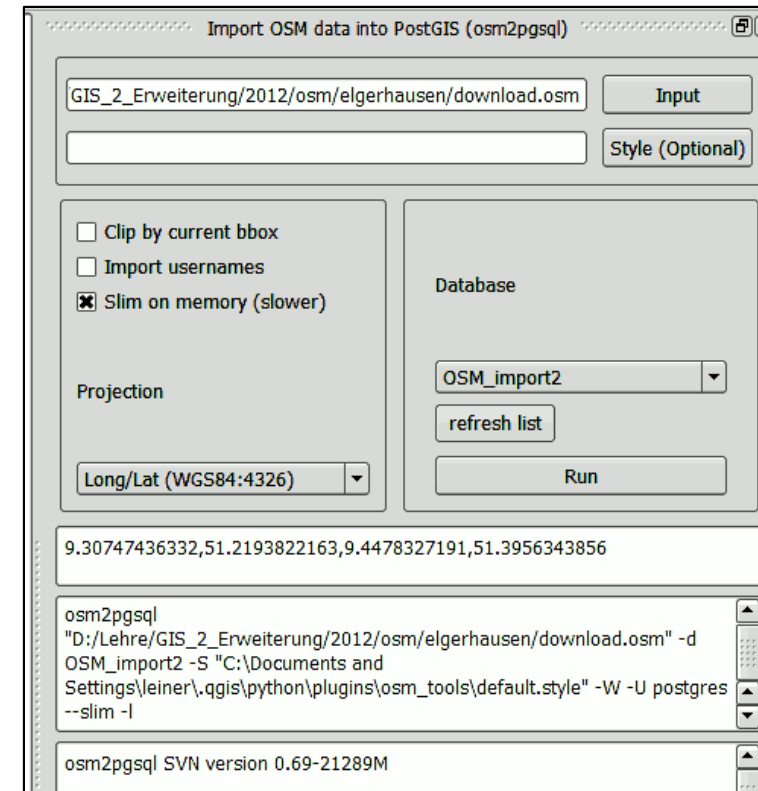 Import OSM data into PostGIS (osm2pgsql)
GIS_2_Erweiterung/2012/osm/elgerhausen/download.osm
Input
Style (Optional)
Clip by current bbox
Import usernames
Slim on memory (slower)
Projection
Long/Lat (WGS84:4326)
Database
OSM_import2
refresh list
Run
9.30747436332,51.2193822163,9.4478327191,51.3956343856
osm2pgsql
"D:/Lehre/GIS_2_Erweiterung/2012/osm/elgerhausen/download.osm" -d
OSM_import2 -S "C:\Documents and
Settings\leiner\.qgis\python\plugins\osm_tools\default.style" -W -U postgres
--slim -l
osm2pgsql SVN version 0.69-21289M